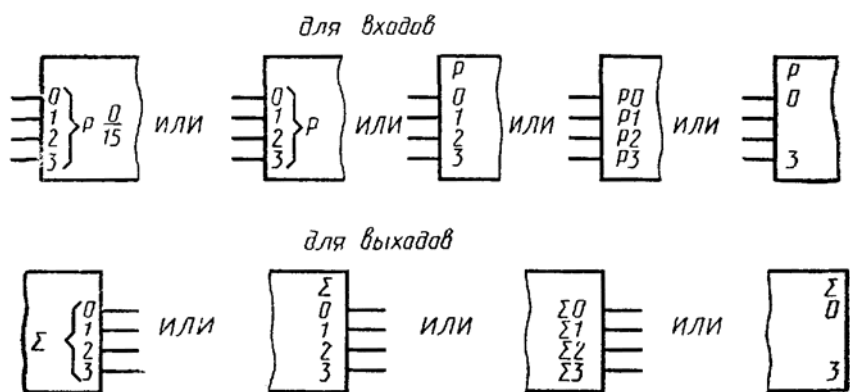 для входов
0
1
2
3
P 0/15
или
0
1
2
3
P
или
P
0
1
2
3
или
P0
P1
P2
P3
или
P
0
3
для выходов
Σ
0
1
2
3
или
Σ
0
1
2
3
или
Σ0
Σ1
Σ2
Σ3
или
Σ
0
3